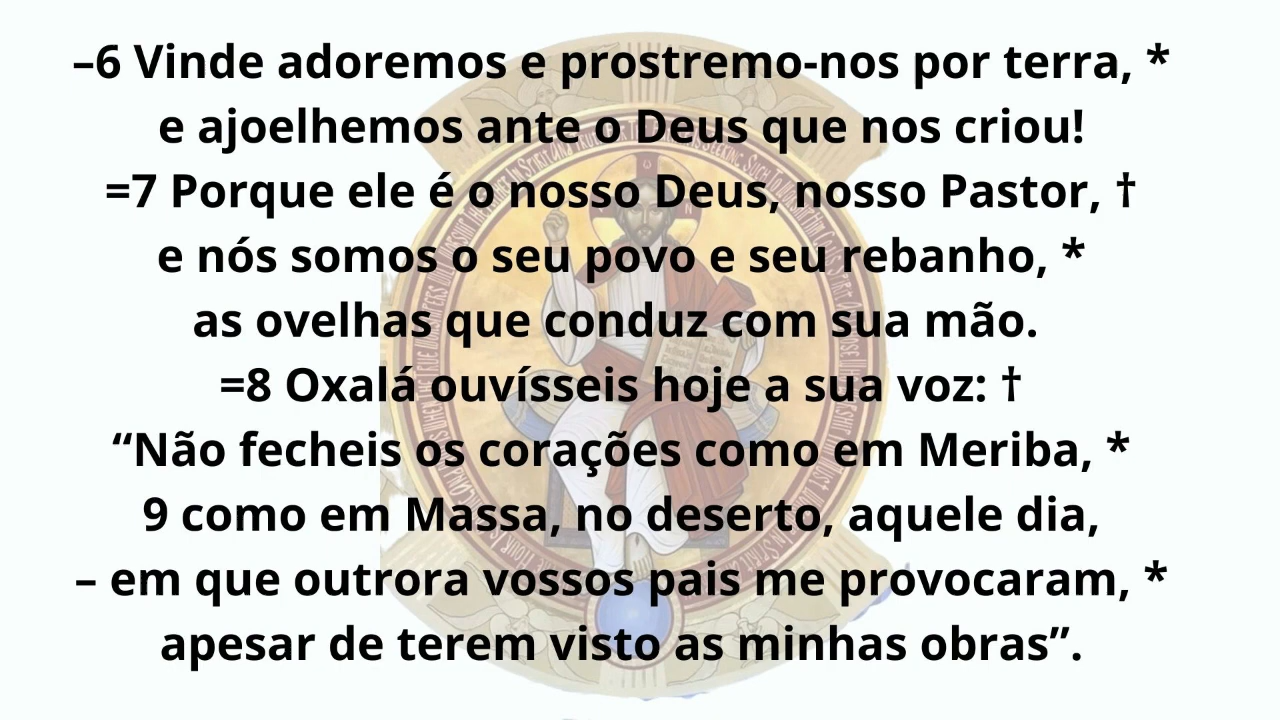 –6 Vinde adoremos e prostremo-nos por terra, *
e ajoelhemos ante o Deus que nos criou!
=7 Porque ele é o nosso Deus, nosso Pastor, †
e nós somos o seu povo e seu rebanho, *
as ovelhas que conduz com sua mão.
=8 Oxalá ouvísseis hoje a sua voz: †
“Não fecheis os corações como em Meriba, *
9 como em Massa, no deserto, aquele dia,
– em que outrora vossos pais me provocaram, *
apesar de terem visto as minhas obras”.